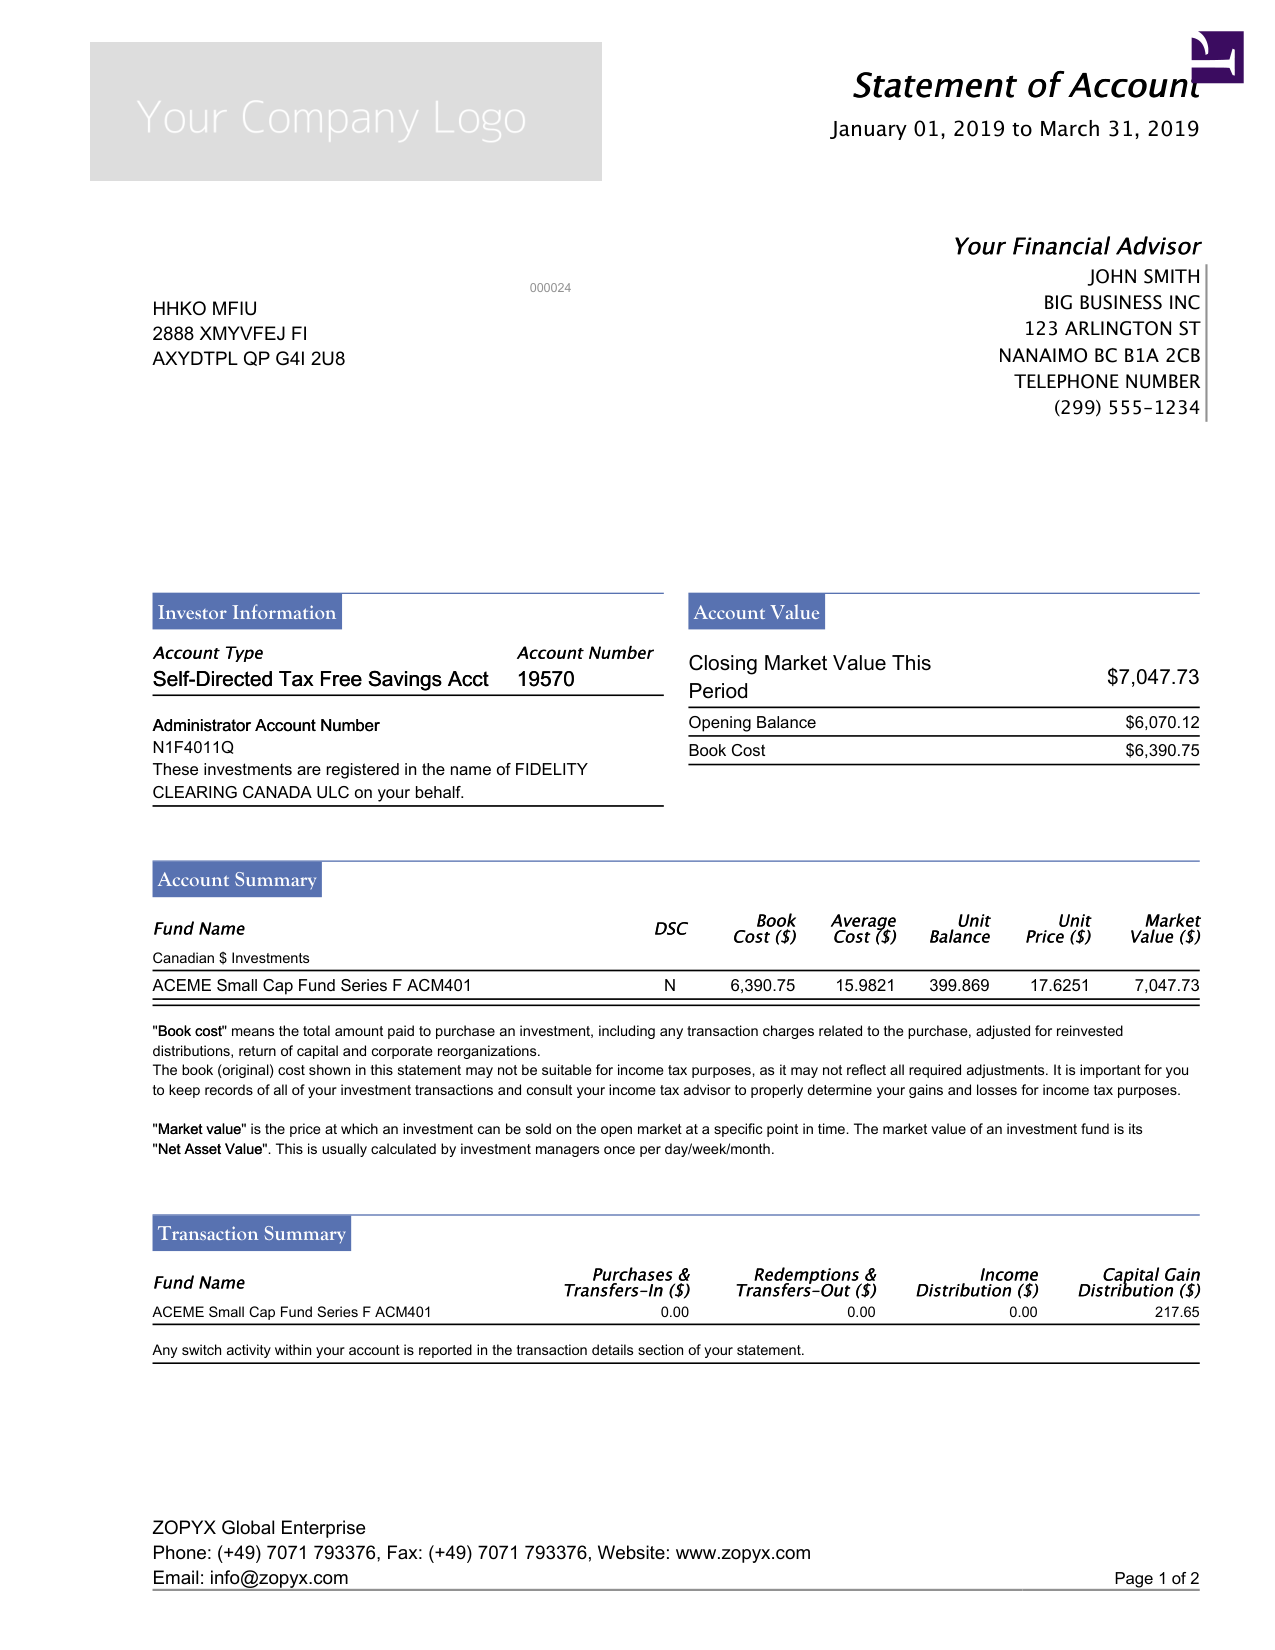 Your Company Logo
Statement of Account
January 01, 2019 to March 31, 2019
Your Financial Advisor
JOHN SMITH
BIG BUSINESS INC
123 ARLINGTON ST
NANAIMO BC B1A 2CB
TELEPHONE NUMBER
(299) 555-1234
000024
HHKO MFIU
2888 XMYVFEJ FI
AXYDTPL QP G4I 2U8
Investor Information
Account Type Account Number
Self-Directed Tax Free Savings Acct 19570
Administrator Account Number
N1F4011Q
These investments are registered in the name of FIDELITY
CLEARING CANADA ULC on your behalf.
Account Value
Closing Market Value This
Period $7,047.73
Opening Balance $6,070.12
Book Cost $6,390.75
Account Summary
Fund Name DSC Book Cost ($) Average Cost ($) Unit Balance Unit Price ($) Market Value ($)
Canadian $ Investments
ACEME Small Cap Fund Series F ACM401 N 6,390.75 15.9821 399.869 17.6251 7,047.73
"Book cost" means the total amount paid to purchase an investment, including any transaction charges related to the purchase, adjusted for reinvested
distributions, return of capital and corporate reorganizations.
The book (original) cost shown in this statement may not be suitable for income tax purposes, as it may not reflect all required adjustments. It is important for you
to keep records of all of your investment transactions and consult your income tax advisor to properly determine your gains and losses for income tax purposes.
"Market value" is the price at which an investment can be sold on the open market at a specific point in time. The market value of an investment fund is its
"Net Asset Value". This is usually calculated by investment managers once per day/week/month.
Transaction Summary
Fund Name Purchases & Transfers-In ($) Redemptions & Transfers-Out ($) Income Distribution ($) Capital Gain Distribution ($)
ACEME Small Cap Fund Series F ACM401 0.00 0.00 0.00 217.65
Any switch activity within your account is reported in the transaction details section of your statement.
ZOPYX Global Enterprise
Phone: (+49) 7071 793376, Fax: (+49) 7071 793376, Website: www.zopyx.com
Email: info@zopyx.com
Page 1 of 2